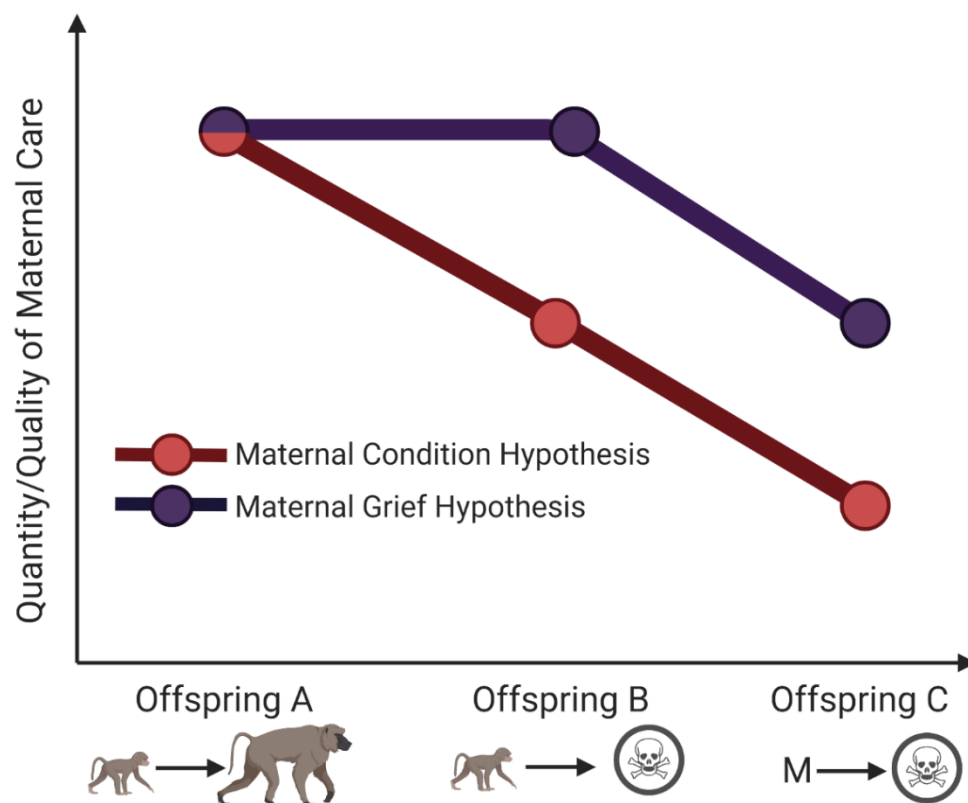 Quantity/Quality of Maternal Care
Maternal Condition Hypothesis
Maternal Grief Hypothesis
Offspring A
Offspring B
Offspring C
M